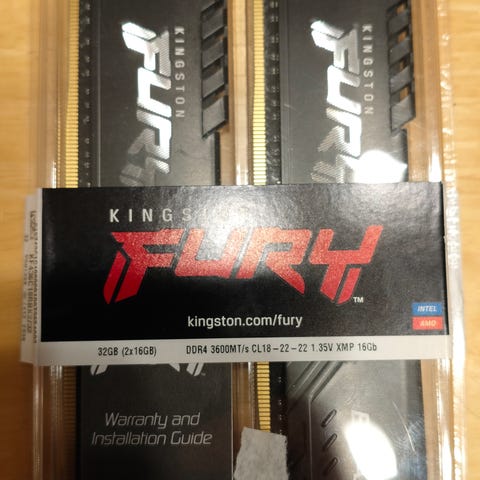 KINGSTON
FURY
KINGSTON
FURY
KINGSTON
FURY™
kingston.com/fury
INTEL
AMD
32GB (2x16GB) DDR4 3600MT/s CL18-22-22 1.35V XMP 16Gb
Warranty and
Installation Guide